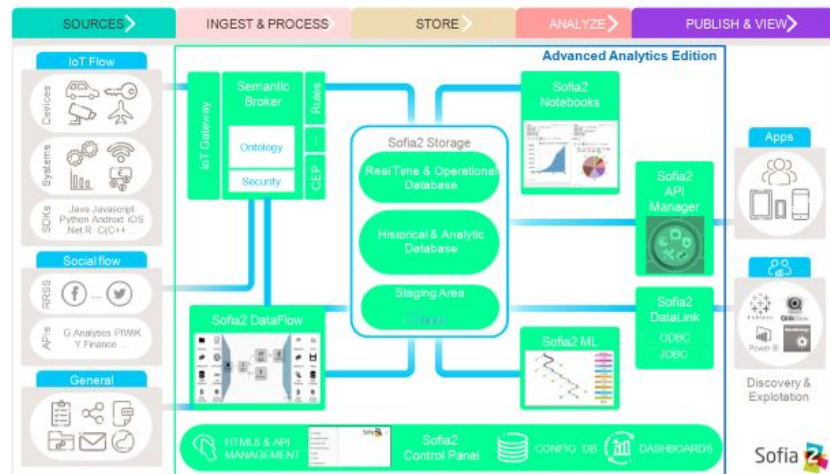 SOURCES
INGEST & PROCESS
STORE
ANALYZE
PUBLISH & VIEW
Advanced Analytics Edition
IoT Flow
Devices
Systems
SDKs
Java Javascript
Python Android iOS
.Net R C(C++ ...
Social flow
RRSS
...
APIs
G.Analytics PIWIK
Y.Finance ...
General
IoT Gateway
Semantic
Broker
Ontology
Security
Rules
...
CEP
Sofia2 DataFlow
Sofia2 Storage
Real Time & Operational
Database
Historical & Analytic
Database
Staging Area
Sofia2
Notebooks
Sofia2
API
Manager
Sofia2
DataLink
ODBC
JDBC
Sofia2 ML
Apps
QlikView
Power BI
Discovery &
Explotation
HTML5 & API
MANAGEMENT
Sofia2
Sofia2
Control Panel
CONFIG DB
DASHBOARDS
Sofia2